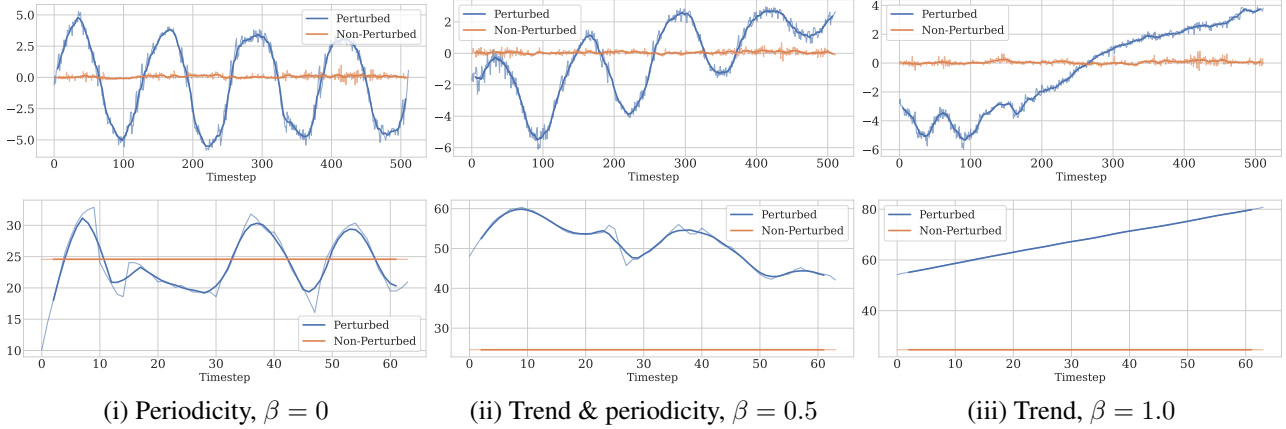 5.0
2.5
0.0
−2.5
−5.0
Perturbed
Non-Perturbed
0 100 200 300 400 500
Timestep
2
0
−2
−4
−6
Perturbed
Non-Perturbed
0 100 200 300 400 500
Timestep
4
2
0
−2
−4
−6
Perturbed
Non-Perturbed
0 100 200 300 400 500
Timestep
30
25
20
15
10
Perturbed
Non-Perturbed
0 10 20 30 40 50 60
Timestep
60
50
40
30
Perturbed
Non-Perturbed
0 10 20 30 40 50 60
Timestep
80
60
40
Perturbed
Non-Perturbed
0 10 20 30 40 50 60
Timestep
(i) Periodicity, β = 0
(ii) Trend & periodicity, β = 0.5
(iii) Trend, β = 1.0